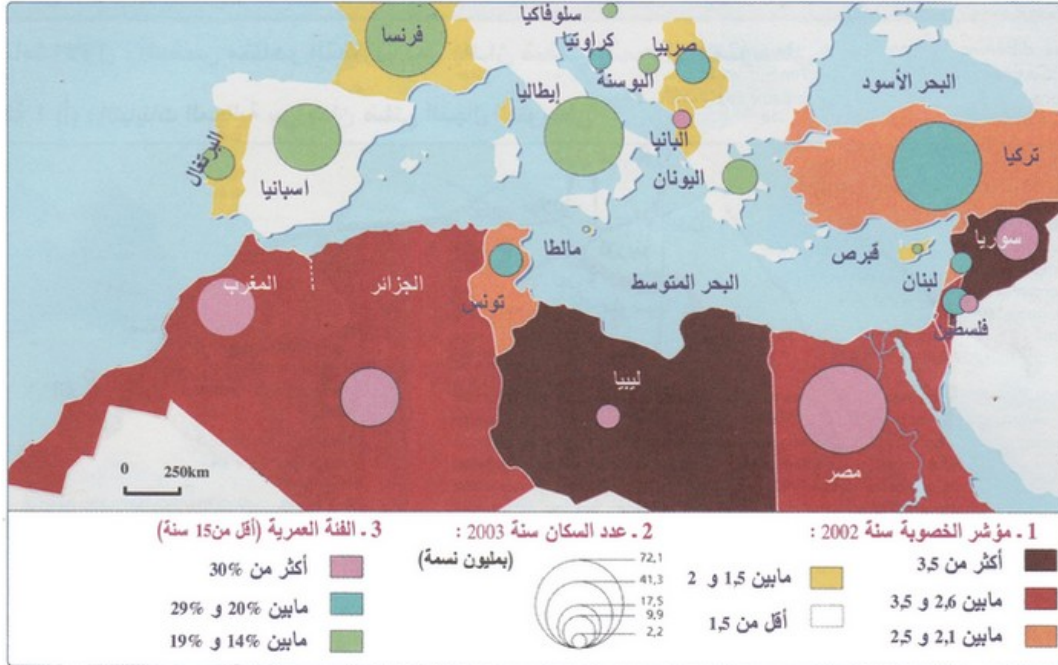 سلوفاكيا
فرنسا
كراوتيا
صربيا
البوسنة
البحر الأسود
إيطاليا
البانيا
تركيا
البرتغال
اسبانيا
اليونان
مالطا
قبرص
سوريا
لبنان
المغرب
الجزائر
تونس
البحر المتوسط
فلسطين
ليبيا
مصر
0 250km
1 ـ مؤشر الخصوبة سنة 2002 :
أكثر من 3,5
مابين 2,6 و 3,5
مابين 2,1 و 2,5
مابين 1,5 و 2
أقل من 1,5
2 ـ عدد السكان سنة 2003 :
(بمليون نسمة)
72,1
41,3
17,5
9,9
2,2
3 ـ الفئة العمرية (أقل من 15 سنة)
أكثر من 30%
مابين 20% و 29%
مابين 14% و 19%